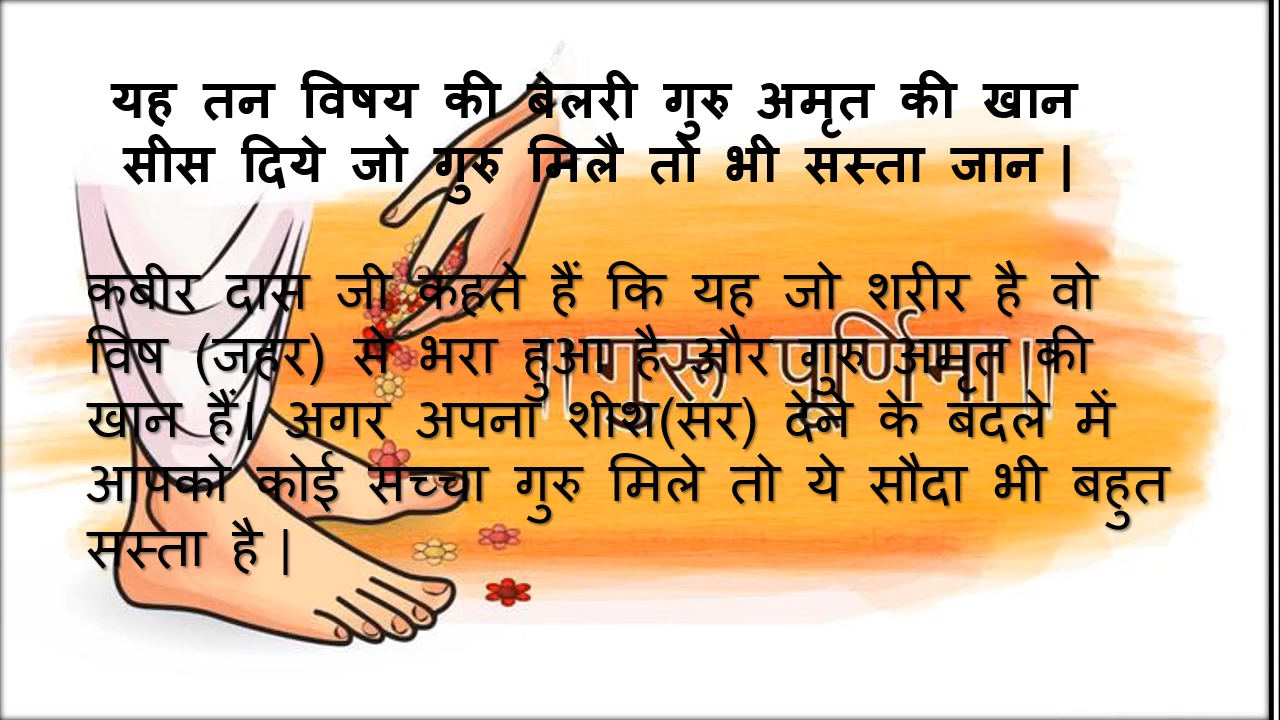 यह तन विषय की बेलरी गुरु अमृत की खान
सीस दिये जो गुरु मिलै तो भी सस्ता जान |
कबीर दास जी कहते हैं कि यह जो शरीर है वो
विष (जहर) से भरा हुआ है और गुरु अमृत की
खान हैं। अगर अपना शीश(सर) देने के बदले में
आपको कोई सच्चा गुरु मिले तो ये सौदा भी बहुत
सस्ता है |
॥गुरू पूर्णिमा॥